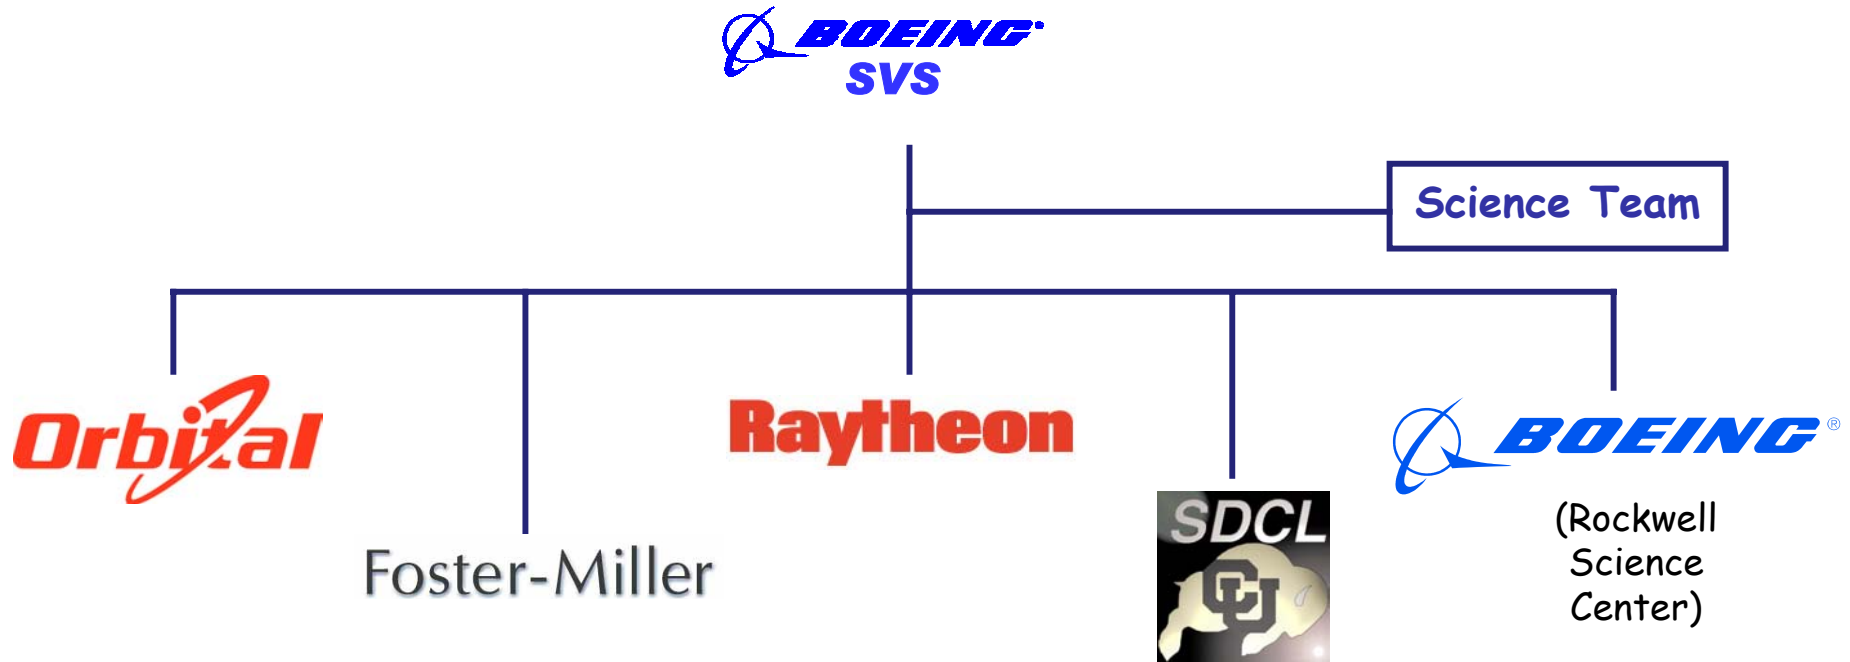 BOEING
SVS
Science Team
Orbital
Raytheon
BOEING®
Foster-Miller
SDCL
CU
(Rockwell
Science
Center)